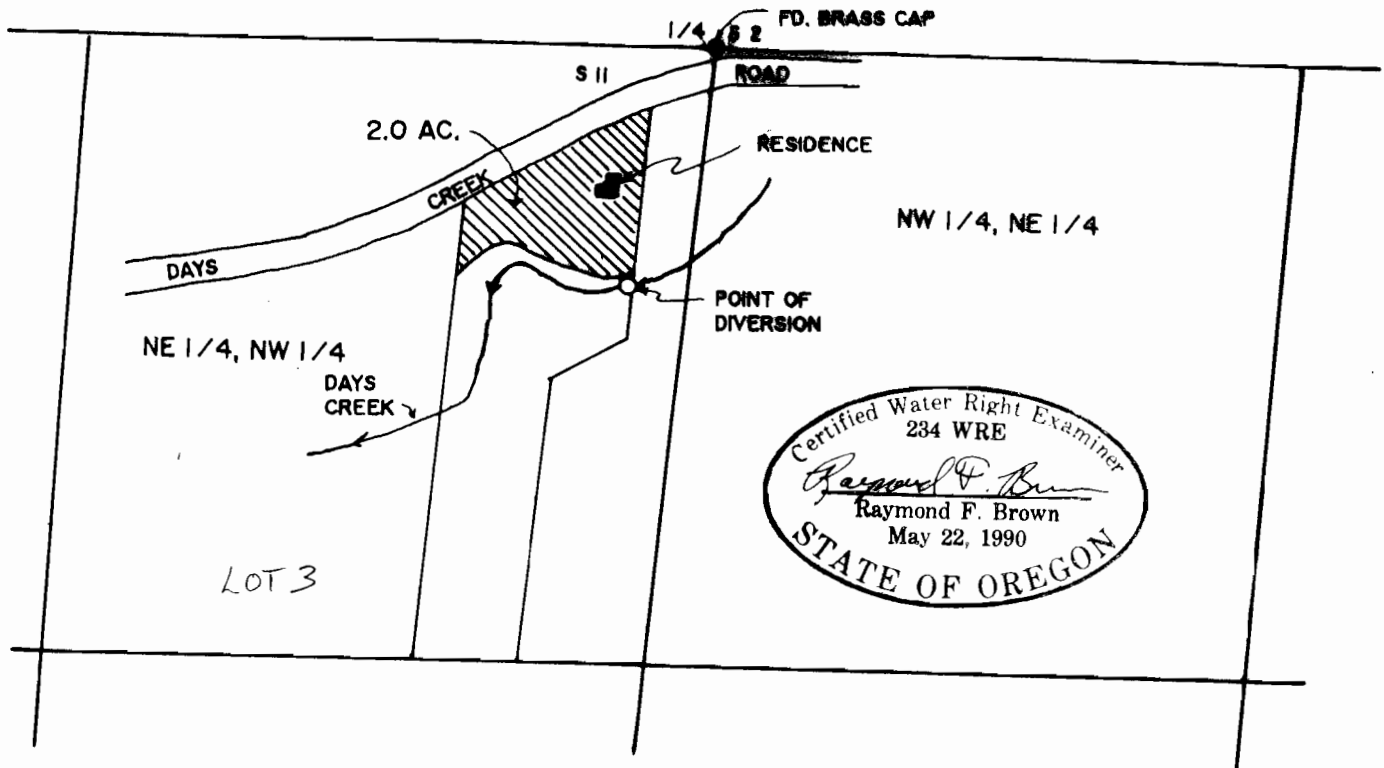 FD. BRASS CAP
1/4 S 2
S 11
ROAD
2.0 AC.
RESIDENCE
CREEK
NW 1/4, NE 1/4
DAYS
POINT OF
DIVERSION
NE 1/4, NW 1/4
DAYS
CREEK
Certified Water Right Examiner
234 WRE
Raymond F. Brown
Raymond F. Brown
May 22, 1990
STATE OF OREGON
LOT 3